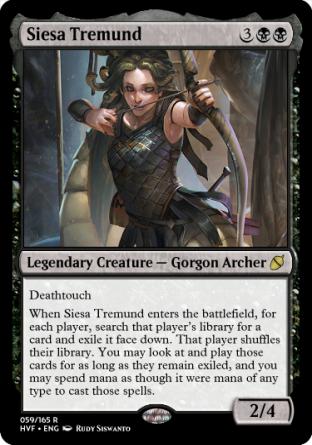 Siesa Tremund 3
Legendary Creature — Gorgon Archer
Deathtouch
When Siesa Tremund enters the battlefield, for
each player, search that player's library for a
card and exile it face down. That player shuffles
their library. You may look at and play those
cards for as long as they remain exiled, and you
may spend mana as though it were mana of any
type to cast those spells.
2/4
059/165 R
HVF • ENG Rudy Siswanto